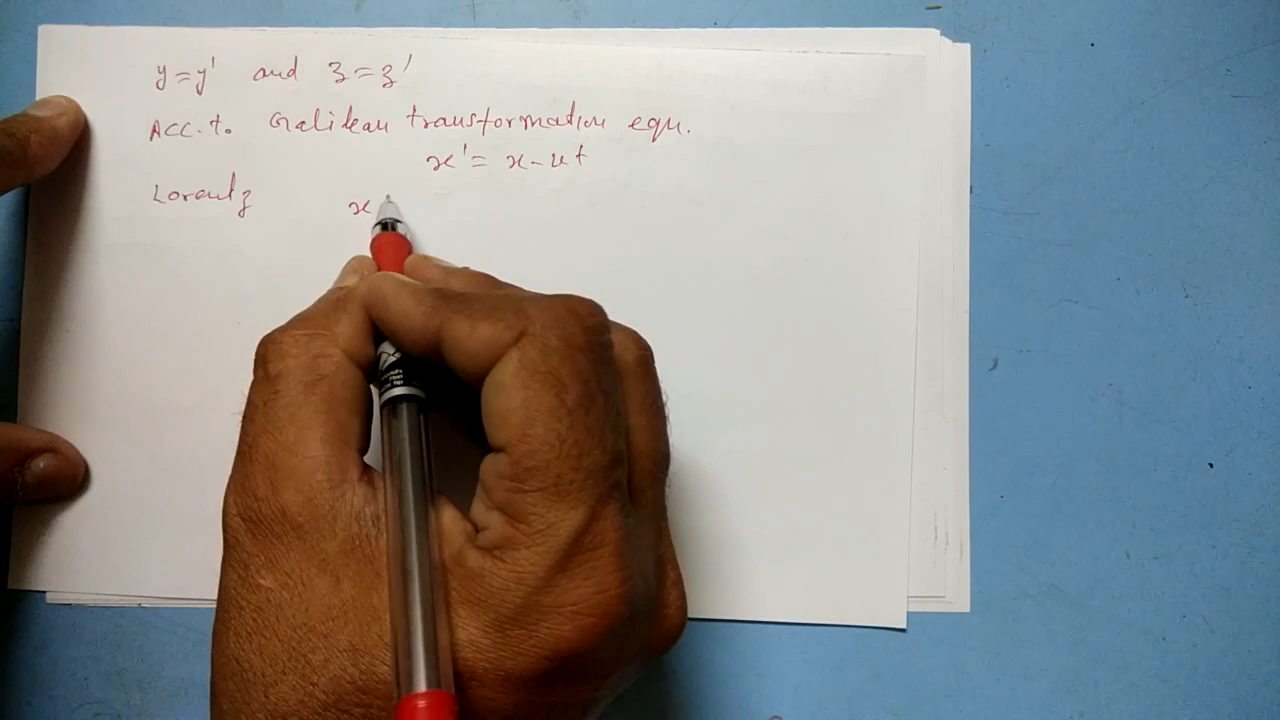 y = y' and z = z'
Acc. to Galilean transformation eqn.
x' = x - ut
Lorentz x